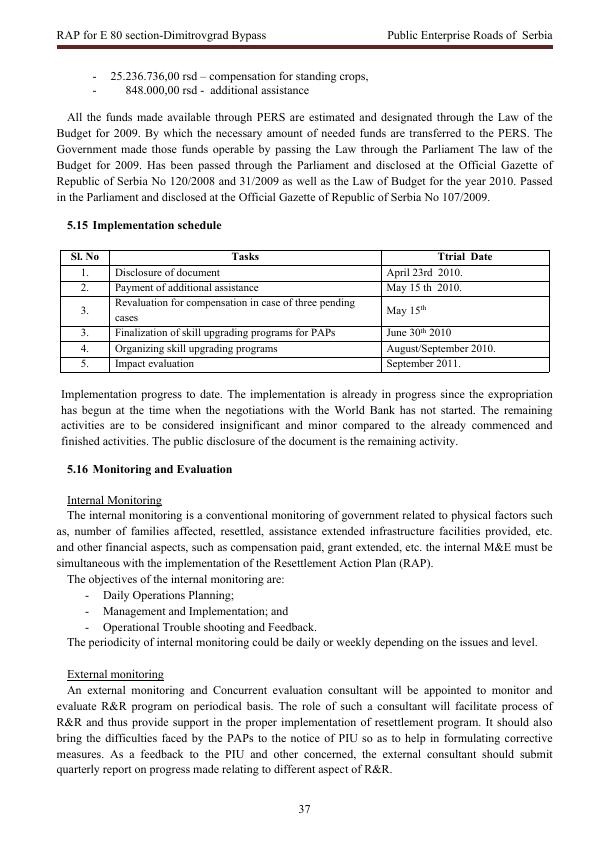 RAP for E 80 section-Dimitrovgrad Bypass Public Enterprise Roads of Serbia
- 25.236.736,00 rsd – compensation for standing crops,
- 848.000,00 rsd - additional assistance
All the funds made available through PERS are estimated and designated through the Law of the
Budget for 2009. By which the necessary amount of needed funds are transferred to the PERS. The
Government made those funds operable by passing the Law through the Parliament The law of the
Budget for 2009. Has been passed through the Parliament and disclosed at the Official Gazette of
Republic of Serbia No 120/2008 and 31/2009 as well as the Law of Budget for the year 2010. Passed
in the Parliament and disclosed at the Official Gazette of Republic of Serbia No 107/2009.
5.15 Implementation schedule
Sl. No Tasks Ttrial Date
1. Disclosure of document April 23rd 2010.
2. Payment of additional assistance May 15 th 2010.
3. Revaluation for compensation in case of three pending
cases May 15th
3. Finalization of skill upgrading programs for PAPs June 30th 2010
4. Organizing skill upgrading programs August/September 2010.
5. Impact evaluation September 2011.
Implementation progress to date. The implementation is already in progress since the expropriation
has begun at the time when the negotiations with the World Bank has not started. The remaining
activities are to be considered insignificant and minor compared to the already commenced and
finished activities. The public disclosure of the document is the remaining activity.
5.16 Monitoring and Evaluation
Internal Monitoring
The internal monitoring is a conventional monitoring of government related to physical factors such
as, number of families affected, resettled, assistance extended infrastructure facilities provided, etc.
and other financial aspects, such as compensation paid, grant extended, etc. the internal M&E must be
simultaneous with the implementation of the Resettlement Action Plan (RAP).
The objectives of the internal monitoring are:
- Daily Operations Planning;
- Management and Implementation; and
- Operational Trouble shooting and Feedback.
The periodicity of internal monitoring could be daily or weekly depending on the issues and level.
External monitoring
An external monitoring and Concurrent evaluation consultant will be appointed to monitor and
evaluate R&R program on periodical basis. The role of such a consultant will facilitate process of
R&R and thus provide support in the proper implementation of resettlement program. It should also
bring the difficulties faced by the PAPs to the notice of PIU so as to help in formulating corrective
measures. As a feedback to the PIU and other concerned, the external consultant should submit
quarterly report on progress made relating to different aspect of R&R.
37